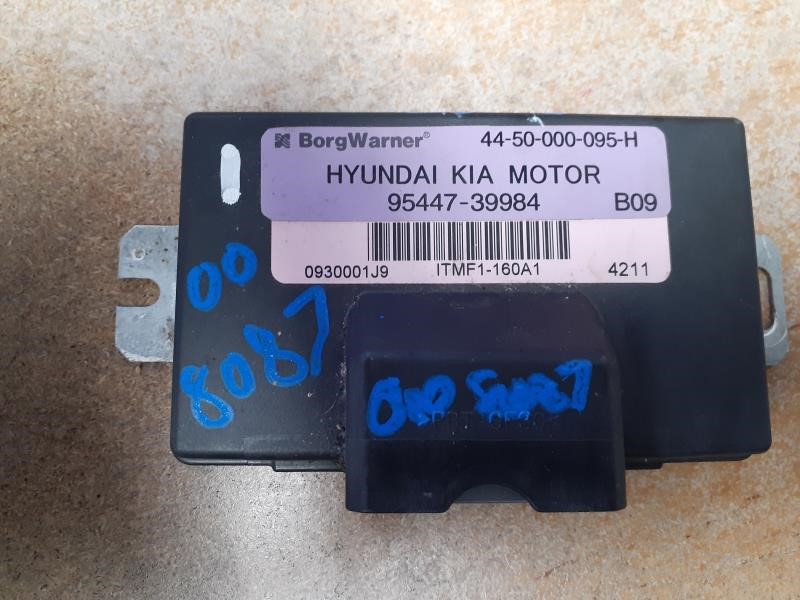 BorgWarner® 44-50-000-095-H
HYUNDAI KIA MOTOR
95447-39984 B09
0930001J9 ITMF1-160A1 4211
00
8087